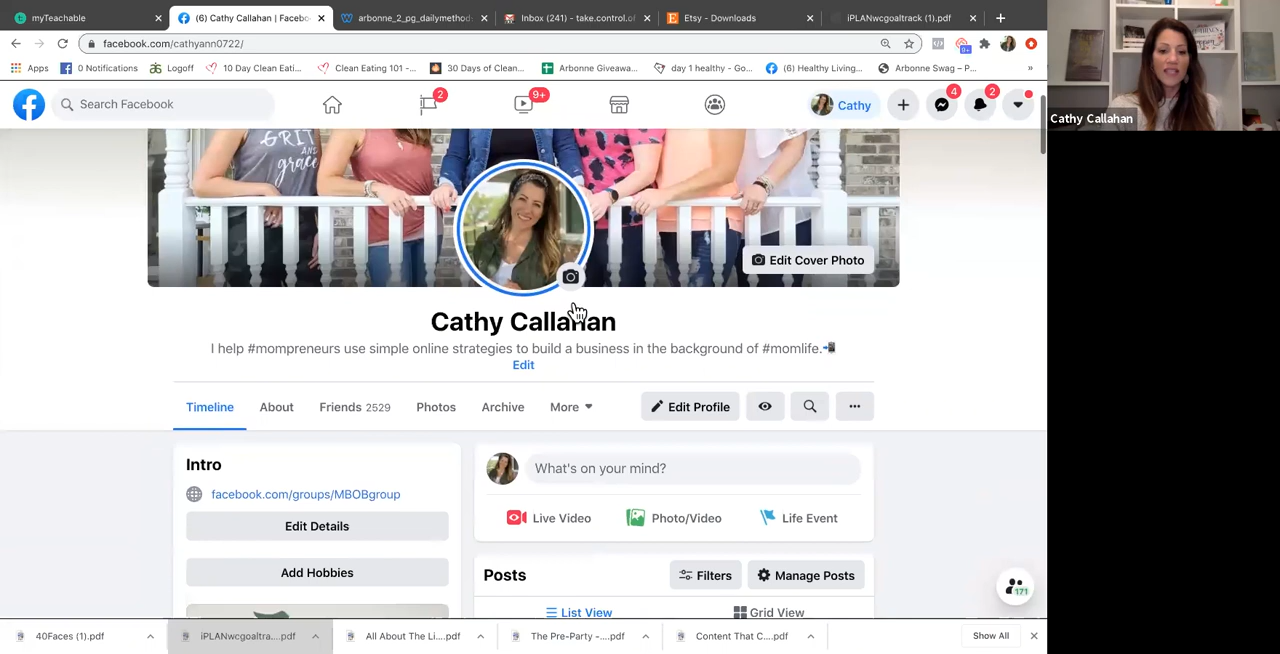 myTeachable
(6) Cathy Callahan | Facebo
arbonne_2_pg_dailymethod
Inbox (241) - take.control.of
Etsy - Downloads
iPLANwcgoaltrack (1).pdf
facebook.com/cathyann0722/
Apps
0 Notifications
Logoff
10 Day Clean Eati...
Clean Eating 101 -...
30 Days of Clean...
Arbonne Giveawa...
day 1 healthy - Go...
(6) Healthy Living...
Arbonne Swag – P...
»
Search Facebook
2
9+
Cathy
4
2
GRIT
AND
grace
Edit Cover Photo
Cathy Callahan
I help #mompreneurs use simple online strategies to build a business in the background of #momlife.
Edit
Timeline
About
Friends 2529
Photos
Archive
More
Edit Profile
Intro
facebook.com/groups/MBOBgroup
Edit Details
Add Hobbies
What's on your mind?
Live Video
Photo/Video
Life Event
Posts
Filters
Manage Posts
List View
Grid View
171
40Faces (1).pdf
iPLANwcgoaltra....pdf
All About The Li....pdf
The Pre-Party -....pdf
Content That C....pdf
Show All
Cathy Callahan